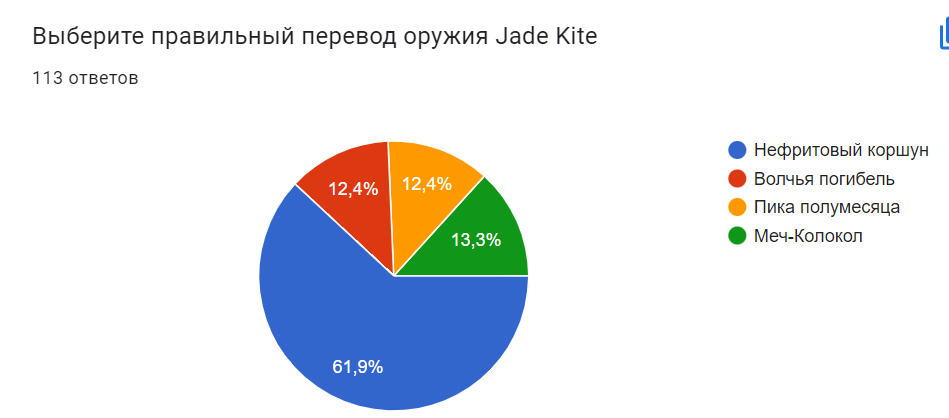 Выберите правильный перевод оружия Jade Kite
113 ответов
12,4%
12,4%
13,3%
61,9%
Нефритовый коршун
Волчья погибель
Пика полумесяца
Меч-Колокол